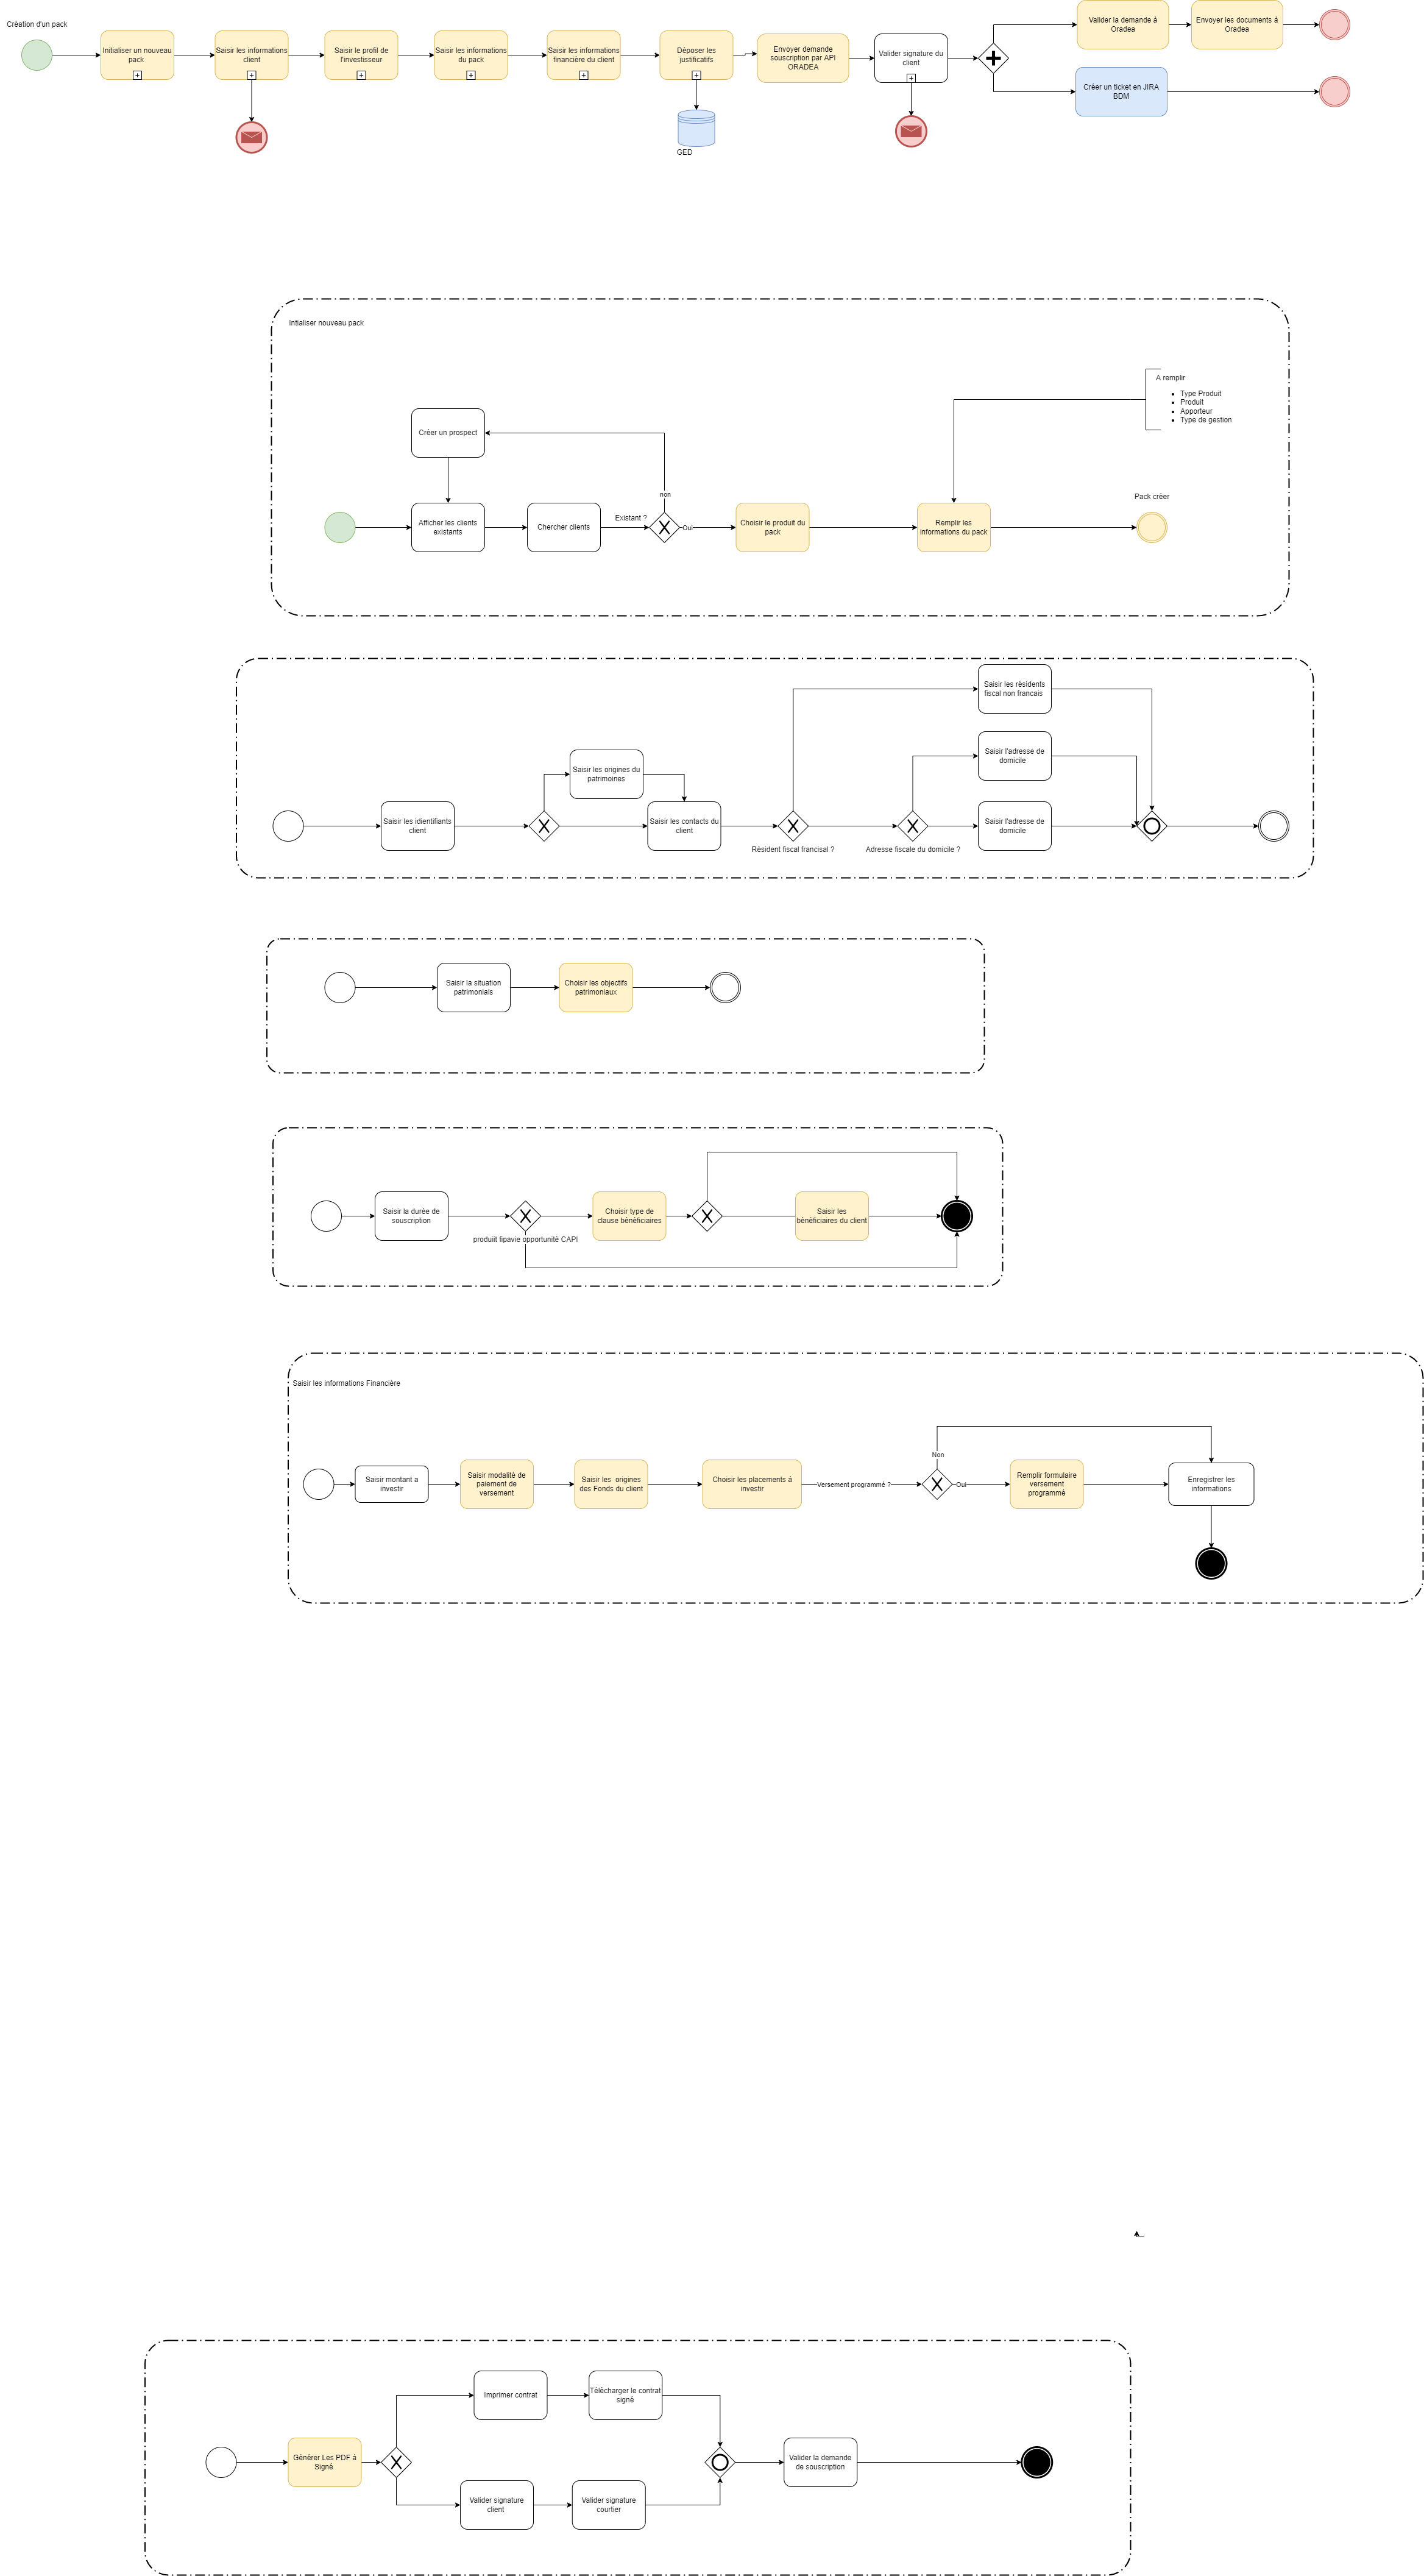 Création d'un pack
Initialiser un nouveau
pack
Saisir les informations
client
Saisir le profil de
l'investisseur
Saisir les informations
du pack
Saisir les informations
financière du client
Déposer les
justificatifs
GED
Envoyer demande
souscription par API
ORADEA
Valider signature du
client
Valider la demande à
Oradea
Envoyer les documents à
Oradea
Créer un ticket en JIRA
BDM
Intialiser nouveau pack
A remplir
Type Produit
Produit
Apporteur
Type de gestion
Créer un prospect
non
Pack créer
Afficher les clients
existants
Chercher clients
Existant ?
Oui
Choisir le produit du
pack
Remplir les
informations du pack
Saisir les résidents
fiscal non francais
Saisir l'adresse de
domicile
Saisir les origines du
patrimoines
Saisir les idientifiants
client
Saisir les contacts du
client
Saisir l'adresse de
domicile
Résident fiscal francisal ?
Adresse fiscale du domicile ?
Saisir la situation
patrimonials
Choisir les objectifs
patrimoniaux
Saisir la durée de
souscription
produiit fipavie opportunité CAPI
Choisir type de
clause bénéficiaires
Saisir les
bénéficiaires du client
Saisir les informations Financière
Saisir montant a
investir
Saisir modalité de
paiement de
versement
Saisir les  origines
des Fonds du client
Choisir les placements à
investir
Versement programmé ?
Non
Oui
Remplir formulaire
versement
programmé
Enregistrer les
informations
Imprimer contrat
Télécharger le contrat
signé
Générer Les PDF à
Signé
Valider la demande
de souscription
Valider signature
client
Valider signature
courtier